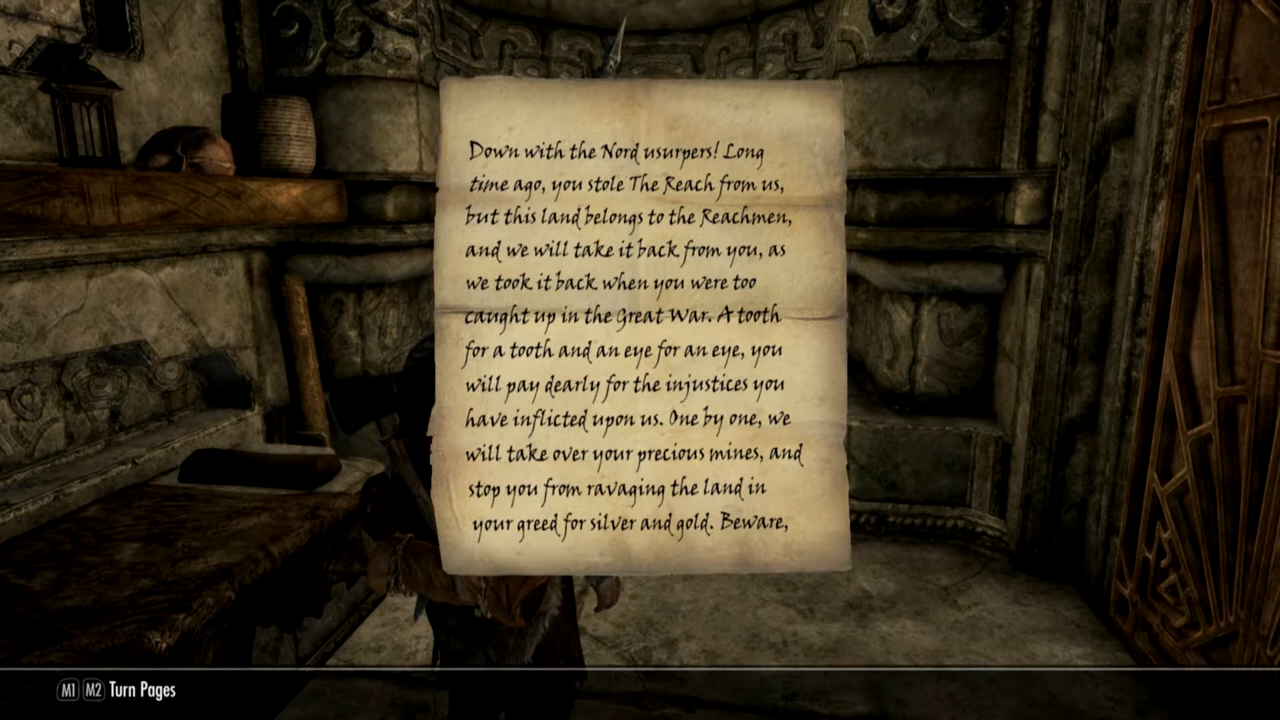 Down with the Nord usurpers! Long
time ago, you stole The Reach from us,
but this land belongs to the Reachmen,
and we will take it back from you, as
we took it back when you were too
caught up in the Great War. A tooth
for a tooth and an eye for an eye, you
will pay dearly for the injustices you
have inflicted upon us. One by one, we
will take over your precious mines, and
stop you from ravaging the land in
your greed for silver and gold. Beware,
M1 M2 Turn Pages